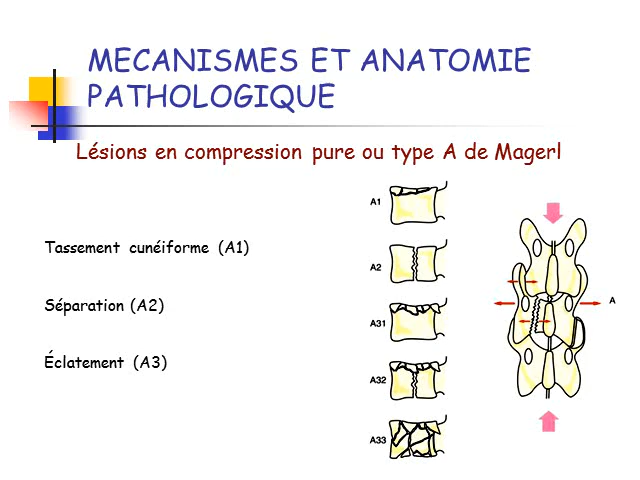 MECANISMES ET ANATOMIE
PATHOLOGIQUE
Lésions en compression pure ou type A de Magerl
Tassement cunéiforme (A1)
Séparation (A2)
Éclatement (A3)
A1
A2
A31
A32
A33
A